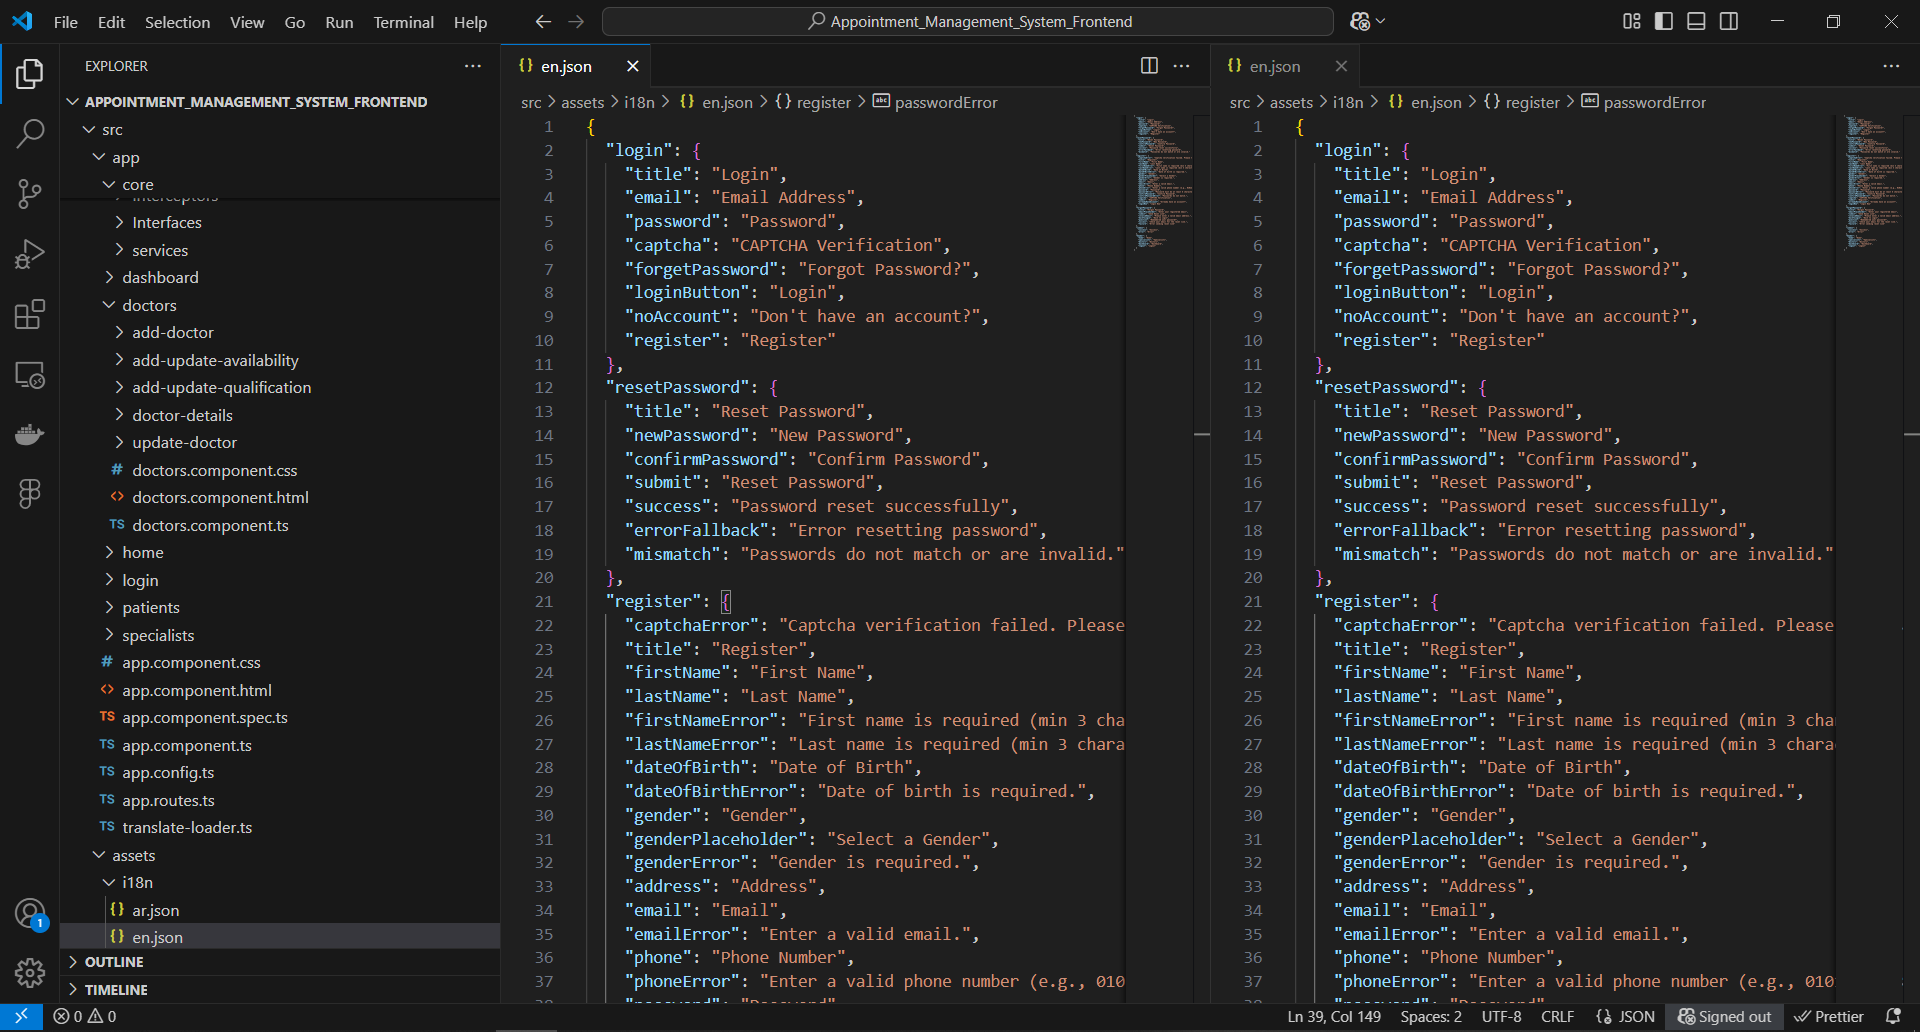 File Edit Selection View Go Run Terminal Help
Appointment_Management_System_Frontend
EXPLORER
APPOINTMENT_MANAGEMENT_SYSTEM_FRONTEND
src
app
core
Interfaces
services
dashboard
doctors
add-doctor
add-update-availability
add-update-qualification
doctor-details
update-doctor
# doctors.component.css
<> doctors.component.html
TS doctors.component.ts
home
login
patients
specialists
# app.component.css
<> app.component.html
TS app.component.spec.ts
TS app.component.ts
TS app.config.ts
TS app.routes.ts
TS translate-loader.ts
assets
i18n
{} ar.json
{} en.json
OUTLINE
TIMELINE
1
{} en.json
src > assets > i18n > {} en.json > {} register > abc passwordError
1 {
2 "login": {
3 "title": "Login",
4 "email": "Email Address",
5 "password": "Password",
6 "captcha": "CAPTCHA Verification",
7 "forgetPassword": "Forgot Password?",
8 "loginButton": "Login",
9 "noAccount": "Don't have an account?",
10 "register": "Register"
11 },
12 "resetPassword": {
13 "title": "Reset Password",
14 "newPassword": "New Password",
15 "confirmPassword": "Confirm Password",
16 "submit": "Reset Password",
17 "success": "Password reset successfully",
18 "errorFallback": "Error resetting password",
19 "mismatch": "Passwords do not match or are invalid."
20 },
21 "register": {
22 "captchaError": "Captcha verification failed. Please
23 "title": "Register",
24 "firstName": "First Name",
25 "lastName": "Last Name",
26 "firstNameError": "First name is required (min 3 cha
27 "lastNameError": "Last name is required (min 3 chara
28 "dateOfBirth": "Date of Birth",
29 "dateOfBirthError": "Date of birth is required.",
30 "gender": "Gender",
31 "genderPlaceholder": "Select a Gender",
32 "genderError": "Gender is required.",
33 "address": "Address",
34 "email": "Email",
35 "emailError": "Enter a valid email.",
36 "phone": "Phone Number",
37 "phoneError": "Enter a valid phone number (e.g., 010
{} en.json
src > assets > i18n > {} en.json > {} register > abc passwordError
1 {
2 "login": {
3 "title": "Login",
4 "email": "Email Address",
5 "password": "Password",
6 "captcha": "CAPTCHA Verification",
7 "forgetPassword": "Forgot Password?",
8 "loginButton": "Login",
9 "noAccount": "Don't have an account?",
10 "register": "Register"
11 },
12 "resetPassword": {
13 "title": "Reset Password",
14 "newPassword": "New Password",
15 "confirmPassword": "Confirm Password",
16 "submit": "Reset Password",
17 "success": "Password reset successfully",
18 "errorFallback": "Error resetting password",
19 "mismatch": "Passwords do not match or are invalid."
20 },
21 "register": {
22 "captchaError": "Captcha verification failed. Please
23 "title": "Register",
24 "firstName": "First Name",
25 "lastName": "Last Name",
26 "firstNameError": "First name is required (min 3 cha
27 "lastNameError": "Last name is required (min 3 chara
28 "dateOfBirth": "Date of Birth",
29 "dateOfBirthError": "Date of birth is required.",
30 "gender": "Gender",
31 "genderPlaceholder": "Select a Gender",
32 "genderError": "Gender is required.",
33 "address": "Address",
34 "email": "Email",
35 "emailError": "Enter a valid email.",
36 "phone": "Phone Number",
37 "phoneError": "Enter a valid phone number (e.g., 010
0 0 Ln 39, Col 149 Spaces: 2 UTF-8 CRLF {} JSON Signed out Prettier